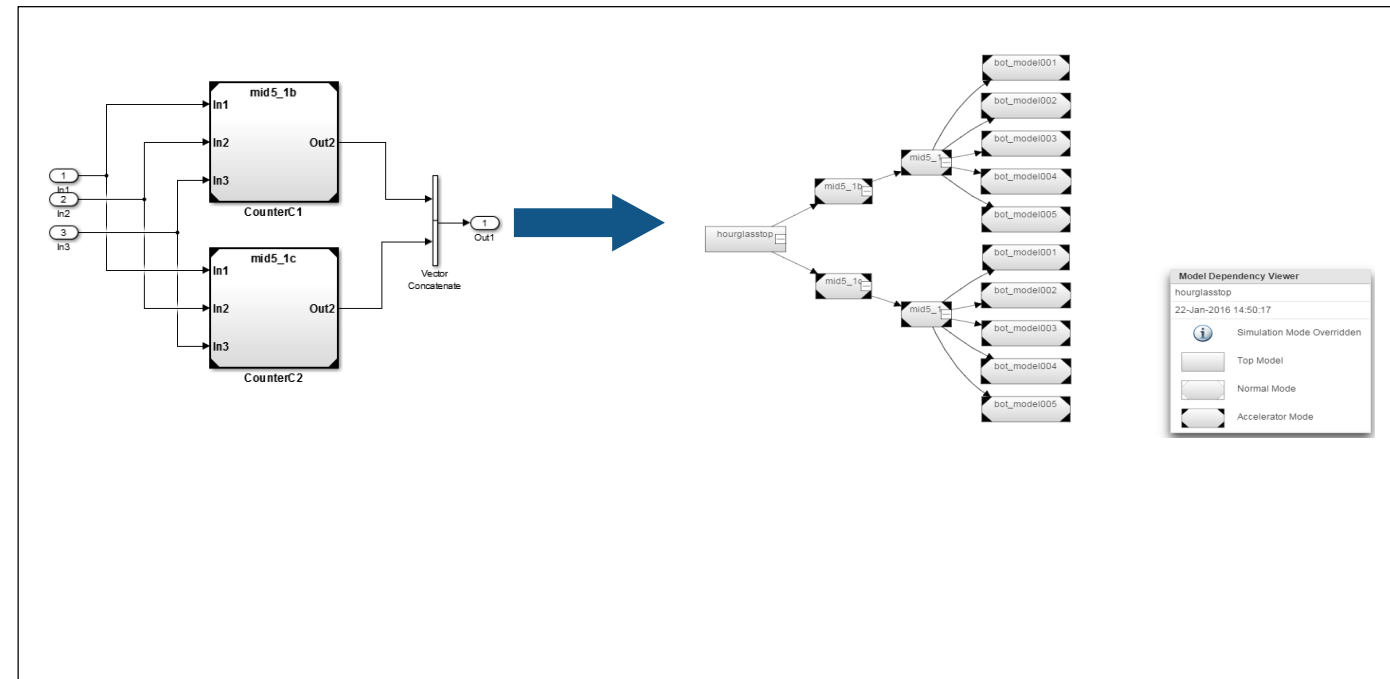 mid5_1b
In1
In2
Out2
In3
CounterC1
1
In1
2
In2
3
In3
mid5_1c
In1
In2
Out2
In3
CounterC2
Vector
Concatenate
1
Out1
hourglasstop
mid5_1b
mid5_1c
mid5_1
mid5_1
bot_model001
bot_model002
bot_model003
bot_model004
bot_model005
bot_model001
bot_model002
bot_model003
bot_model004
bot_model005
Model Dependency Viewer
hourglasstop
22-Jan-2016 14:50:17
i
Simulation Mode Overridden
Top Model
Normal Mode
Accelerator Mode